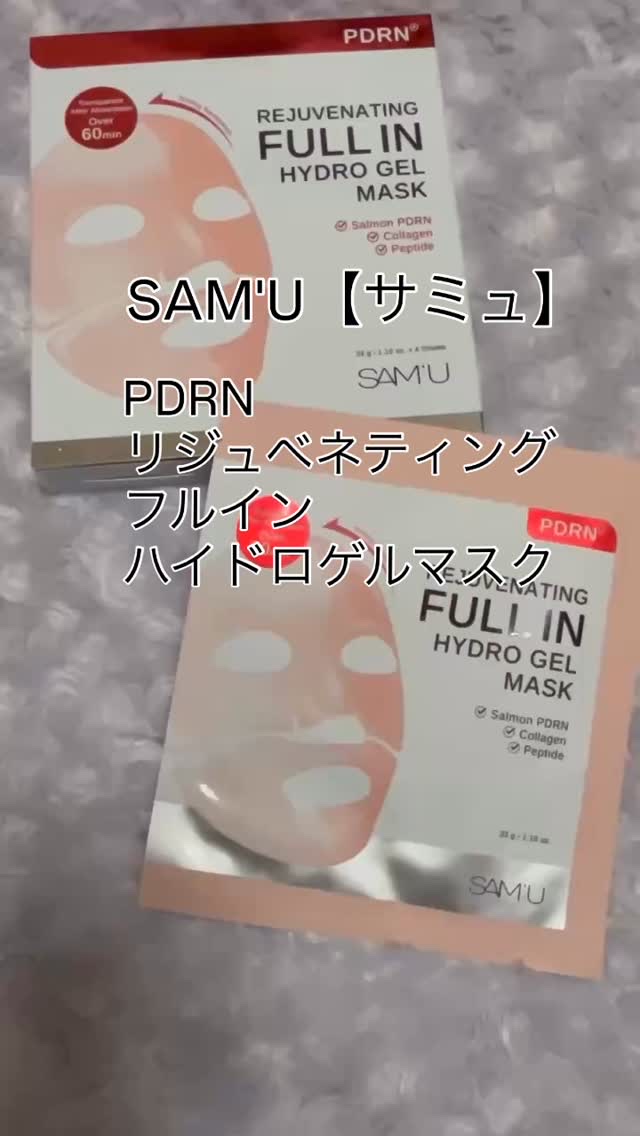 PDRN®
Over
60min
REJUVENATING
FULL IN
HYDRO GEL
MASK
Salmon PDRN
Collagen
Peptide
SAM'U【サミュ】
SAM'U
PDRN
リジュベネティング
フルイン
ハイドロゲルマスク
PDRN
REJUVENATING
FULL IN
HYDRO GEL
MASK
Salmon PDRN
Collagen
Peptide
SAM'U